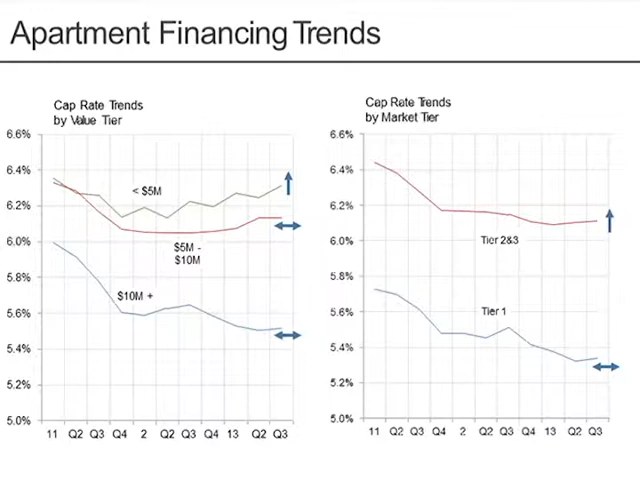 Apartment Financing Trends
Cap Rate Trends
by Value Tier
6.6%
6.4%
6.2%
6.0%
5.8%
5.6%
5.4%
5.2%
5.0%
< $5M
$5M -
$10M
$10M +
11 Q2 Q3 Q4 2 Q2 Q3 Q4 13 Q2 Q3
Cap Rate Trends
by Market Tier
6.6%
6.4%
6.2%
6.0%
5.8%
5.6%
5.4%
5.2%
5.0%
Tier 2&3
Tier 1
11 Q2 Q3 Q4 2 Q2 Q3 Q4 13 Q2 Q3